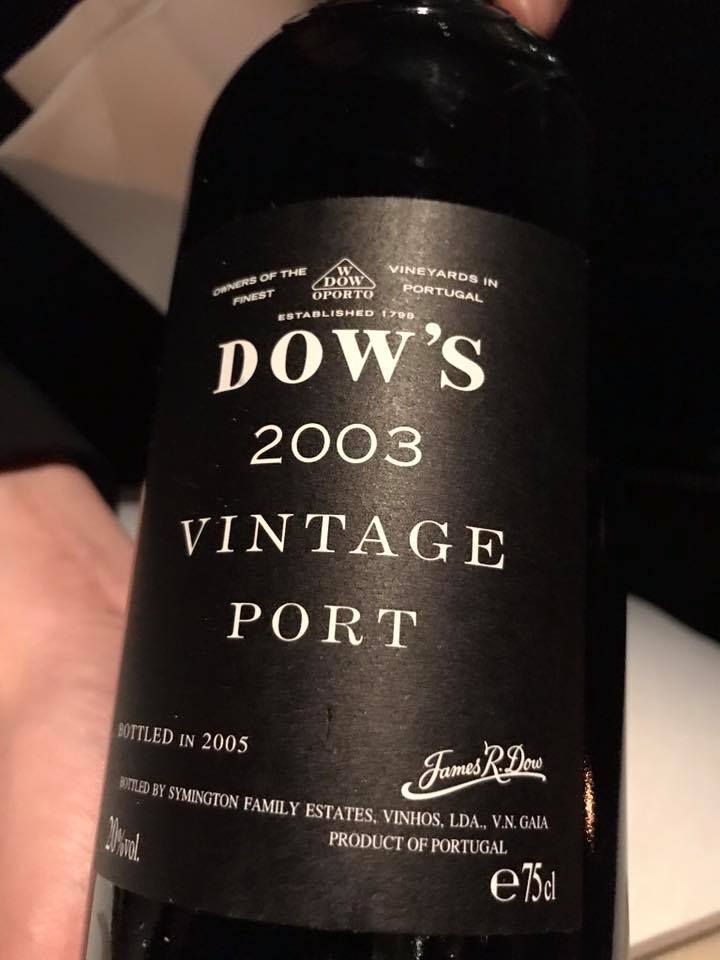 OWNERS OF THE
FINEST
W
DOW
OPORTO
VINEYARDS IN
PORTUGAL
ESTABLISHED 1798
DOW'S
2003
VINTAGE
PORT
BOTTLED IN 2005
James R. Dow
BOTTLED BY SYMINGTON FAMILY ESTATES, VINHOS, LDA., V.N. GAIA
20%vol.
PRODUCT OF PORTUGAL
e 75cl